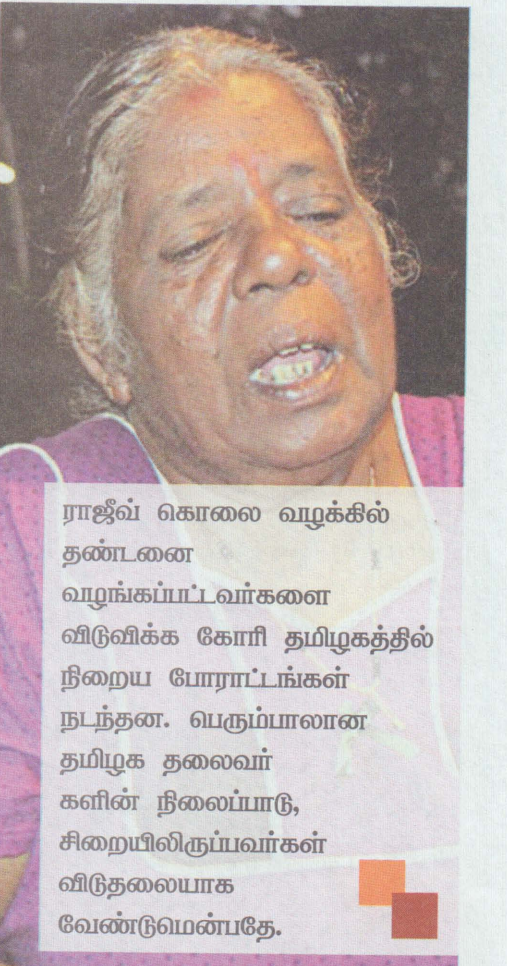 ராஜீவ் கொலை வழக்கில்
தண்டனை
வழங்கப்பட்டவர்களை
விடுவிக்க கோரி தமிழகத்தில்
நிறைய போராட்டங்கள்
நடந்தன. பெரும்பாலான
தமிழக தலைவர்
களின் நிலைப்பாடு,
சிறையிலிருப்பவர்கள்
விடுதலையாக
வேண்டுமென்பதே.